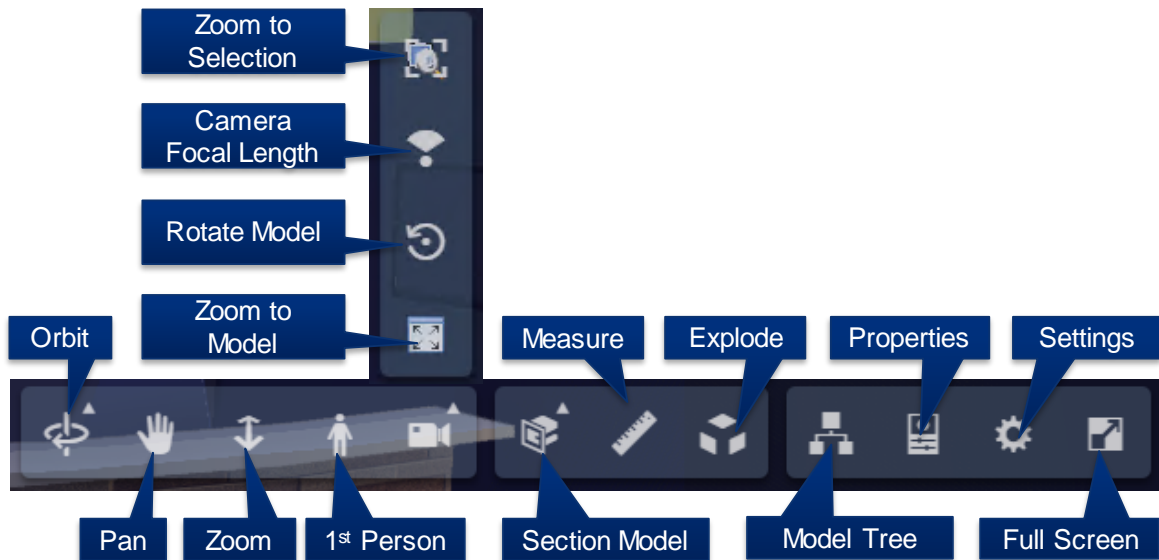 Zoom to
Selection
Camera
Focal Length
Rotate Model
Zoom to
Model
Orbit
Measure
Explode
Properties
Settings
Pan
Zoom
1st Person
Section Model
Model Tree
Full Screen